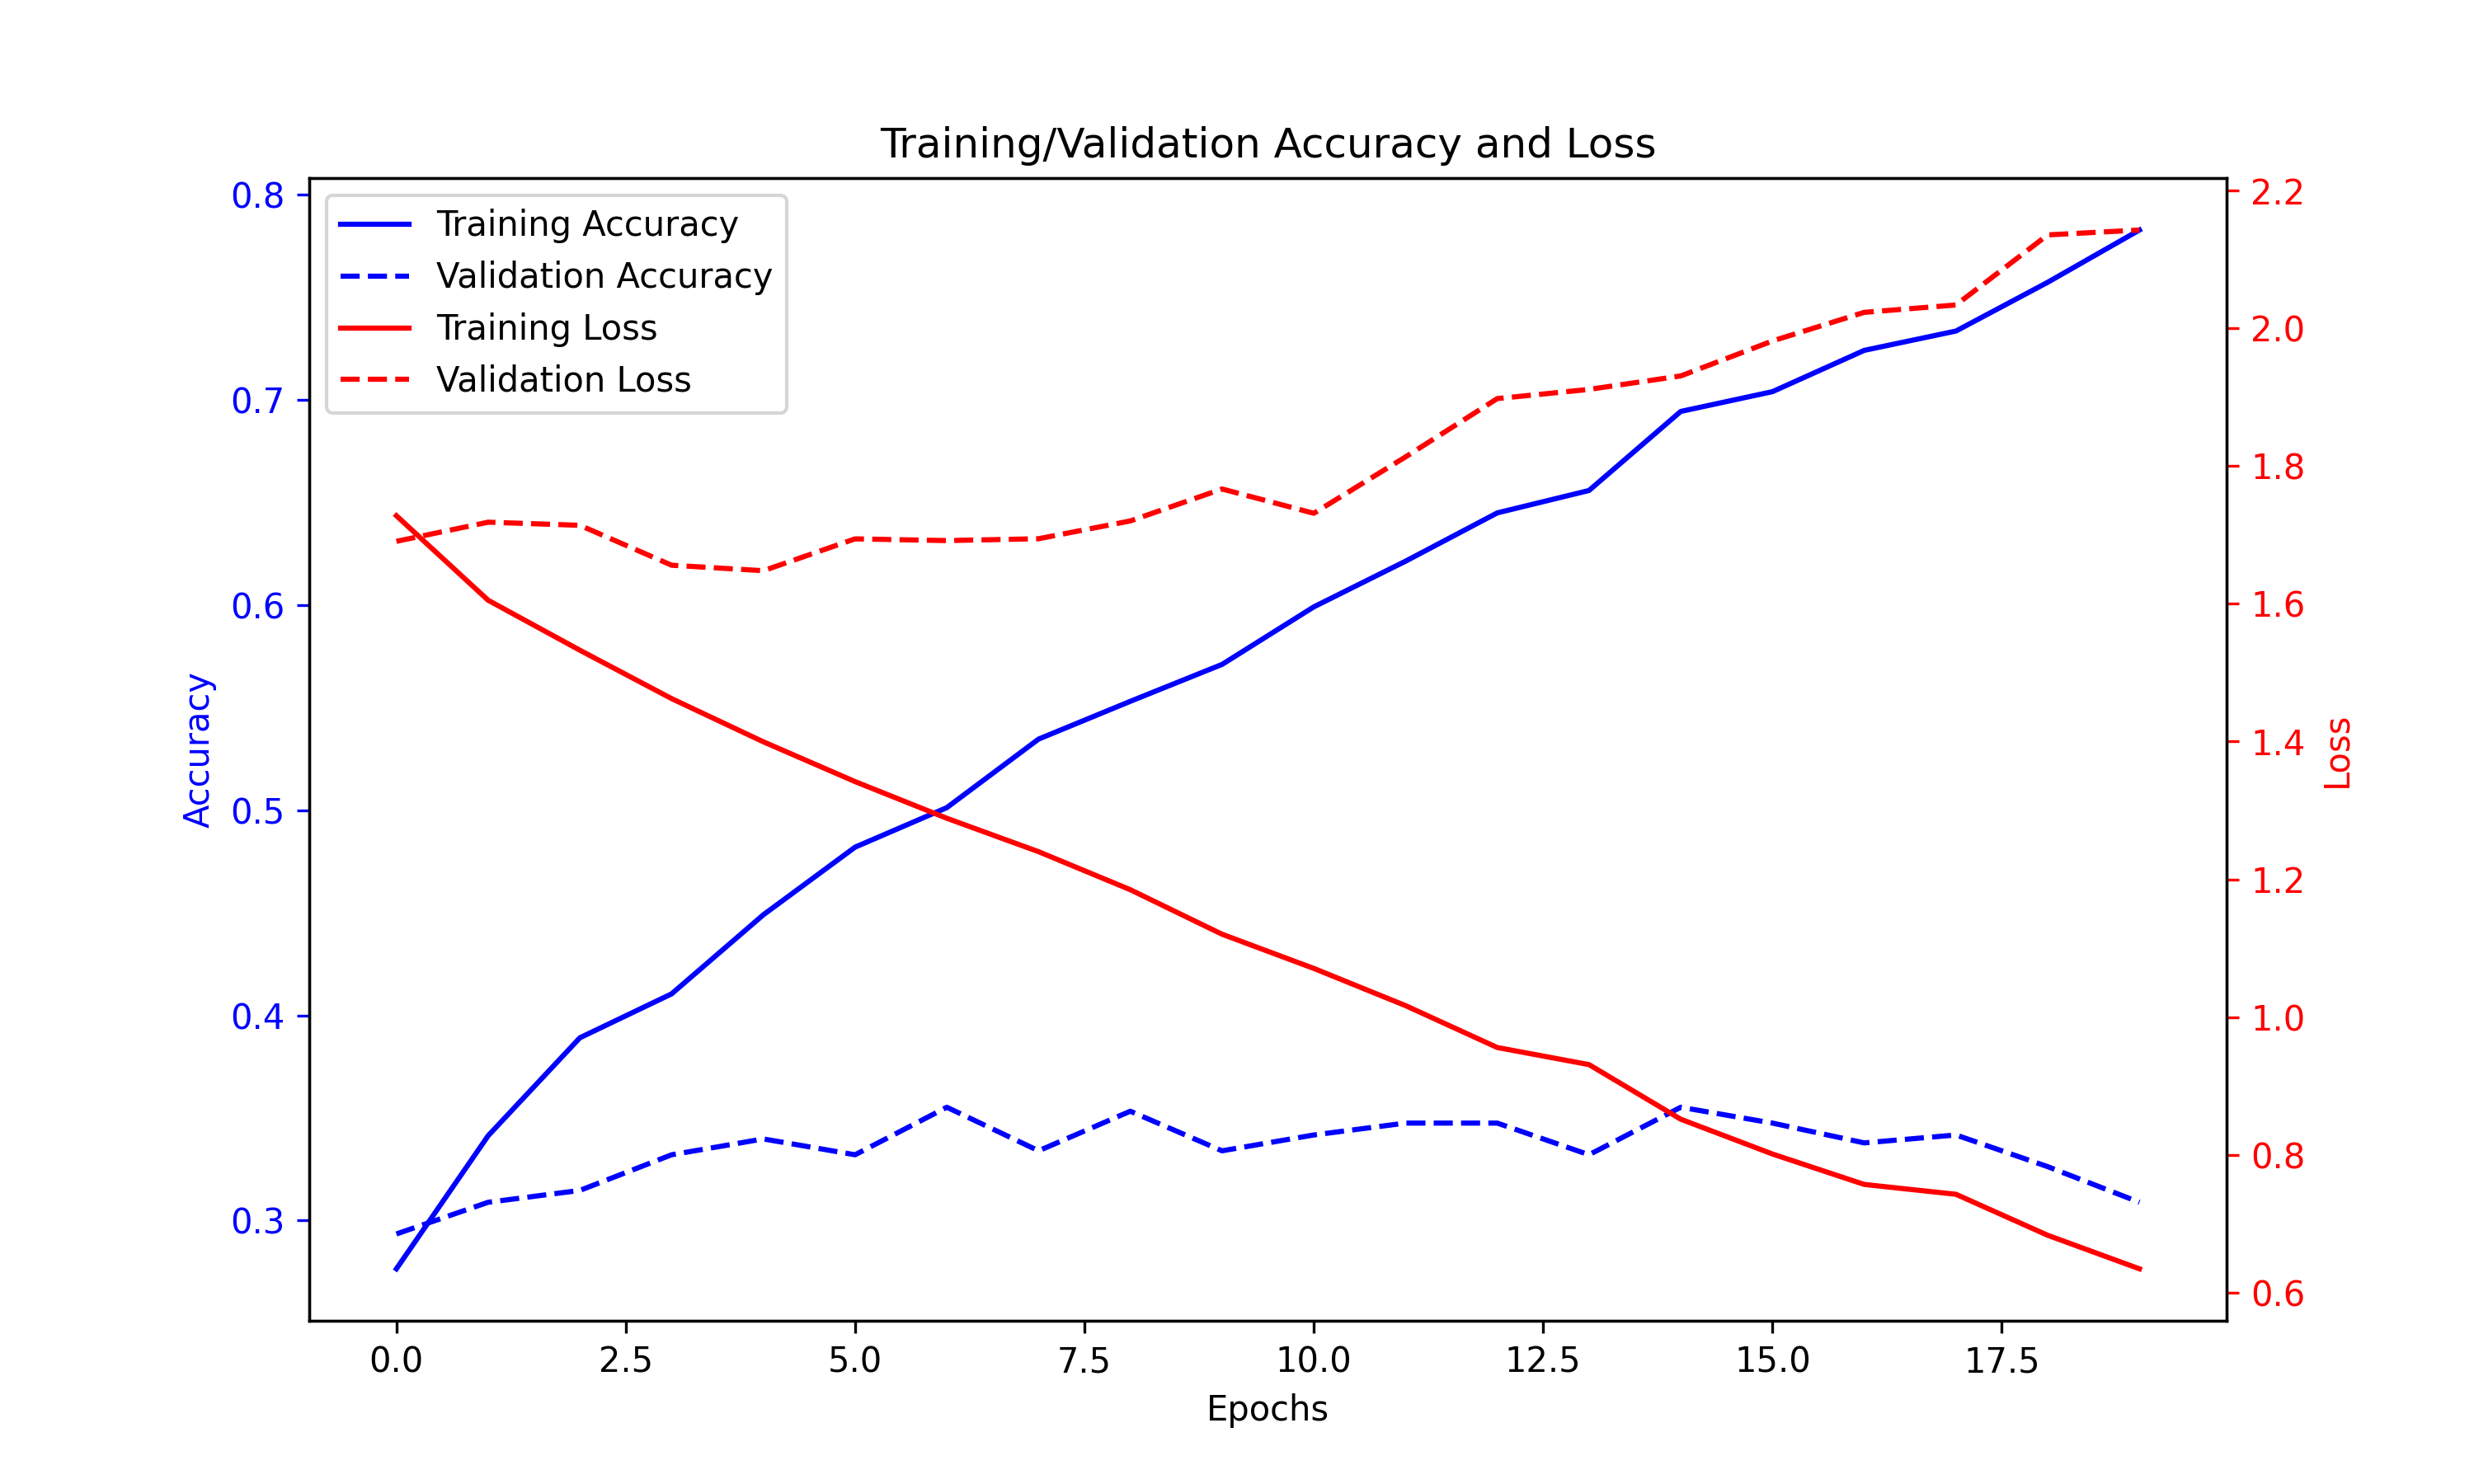 Training/Validation Accuracy and Loss
Training Accuracy
Validation Accuracy
Training Loss
Validation Loss
Accuracy
0.8
0.7
0.6
0.5
0.4
0.3
Loss
2.2
2.0
1.8
1.6
1.4
1.2
1.0
0.8
0.6
0.0 2.5 5.0 7.5 10.0 12.5 15.0 17.5
Epochs